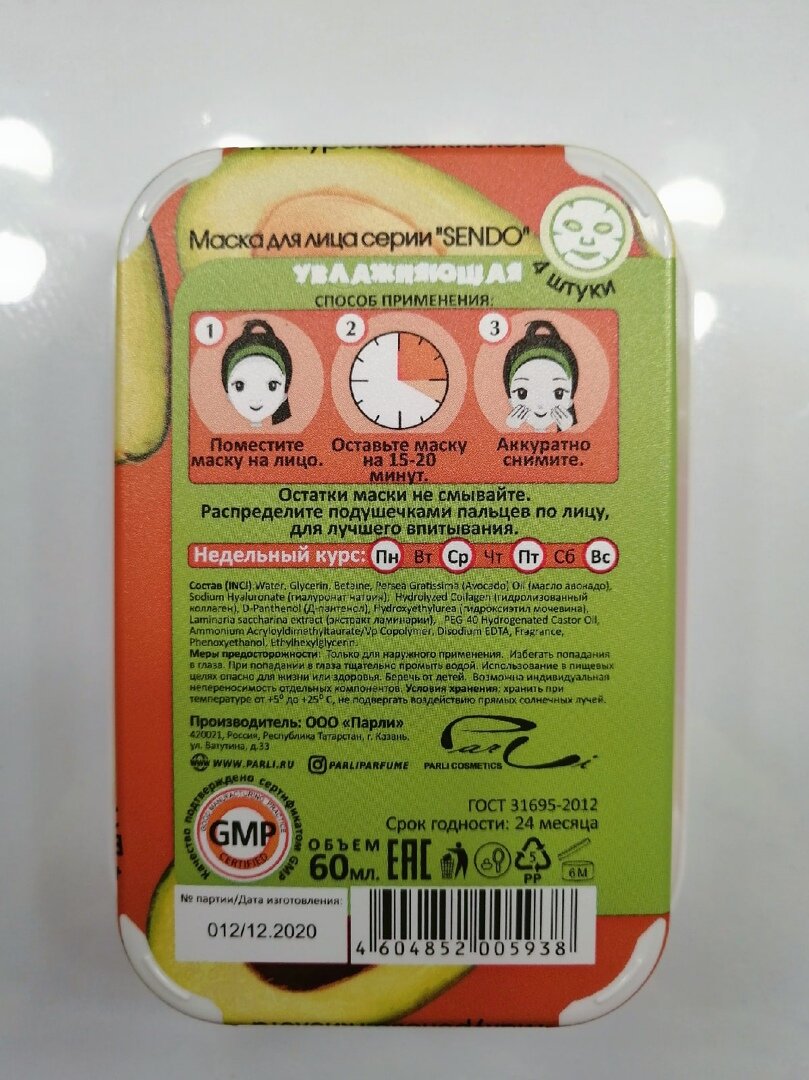 Маска для лица серии "SENDO"
4 штуки
УВЛАЖНЯЮЩАЯ
СПОСОБ ПРИМЕНЕНИЯ:
1 2 3
Поместите маску на лицо.
Оставьте маску на 15-20 минут.
Аккуратно снимите.
Остатки маски не смывайте.
Распределите подушечками пальцев по лицу,
для лучшего впитывания.
Недельный курс: Пн Вт Ср Чт Пт Сб Вс
Состав (INCI) Water, Glycerin, Betaine, Persea Gratissima (Avocado) Oil (масло авокадо),
Sodium Hyaluronate (гиалуронат натрия), Hydrolyzed Collagen (гидролизованный
коллаген), D-Panthenol (Д-пантенол), Hydroxyethylurea (гидроксиэтил мочевина),
Laminaria saccharina extract (экстракт ламинарии), PEG 40 Hydrogenated Castor Oil,
Ammonium Acryloyldimethyltaurate/Vp Copolymer, Disodium EDTA, Fragrance,
Phenoxyethanol, Ethylhexylglycerin.
Меры предосторожности: Только для наружного применения. Избегать попадания
в глаза. При попадании в глаза тщательно промыть водой. Использование в пищевых
целях опасно для жизни или здоровья. Беречь от детей. Возможна индивидуальная
непереносимость отдельных компонентов. Условия хранения: хранить при
температуре от +5⁰ до +25⁰ С, не подвергать воздействию прямых солнечных лучей.
Производитель: ООО «Парли»
420021, Россия, Республика Татарстан, г. Казань,
ул. Ватутина, д.33
WWW.PARLI.RU PARLIPARFUME
ParLi
PARLI COSMETICS
Качество подтверждено сертификатом GMP
GOOD MANUFACTURING PRACTICE
GMP
CERTIFIED
ГОСТ 31695-2012
Срок годности: 24 месяца
ОБЪЕМ
60мл.
EAC
5
PP
6M
№ партии/Дата изготовления:
012/12.2020
4 604852 005938